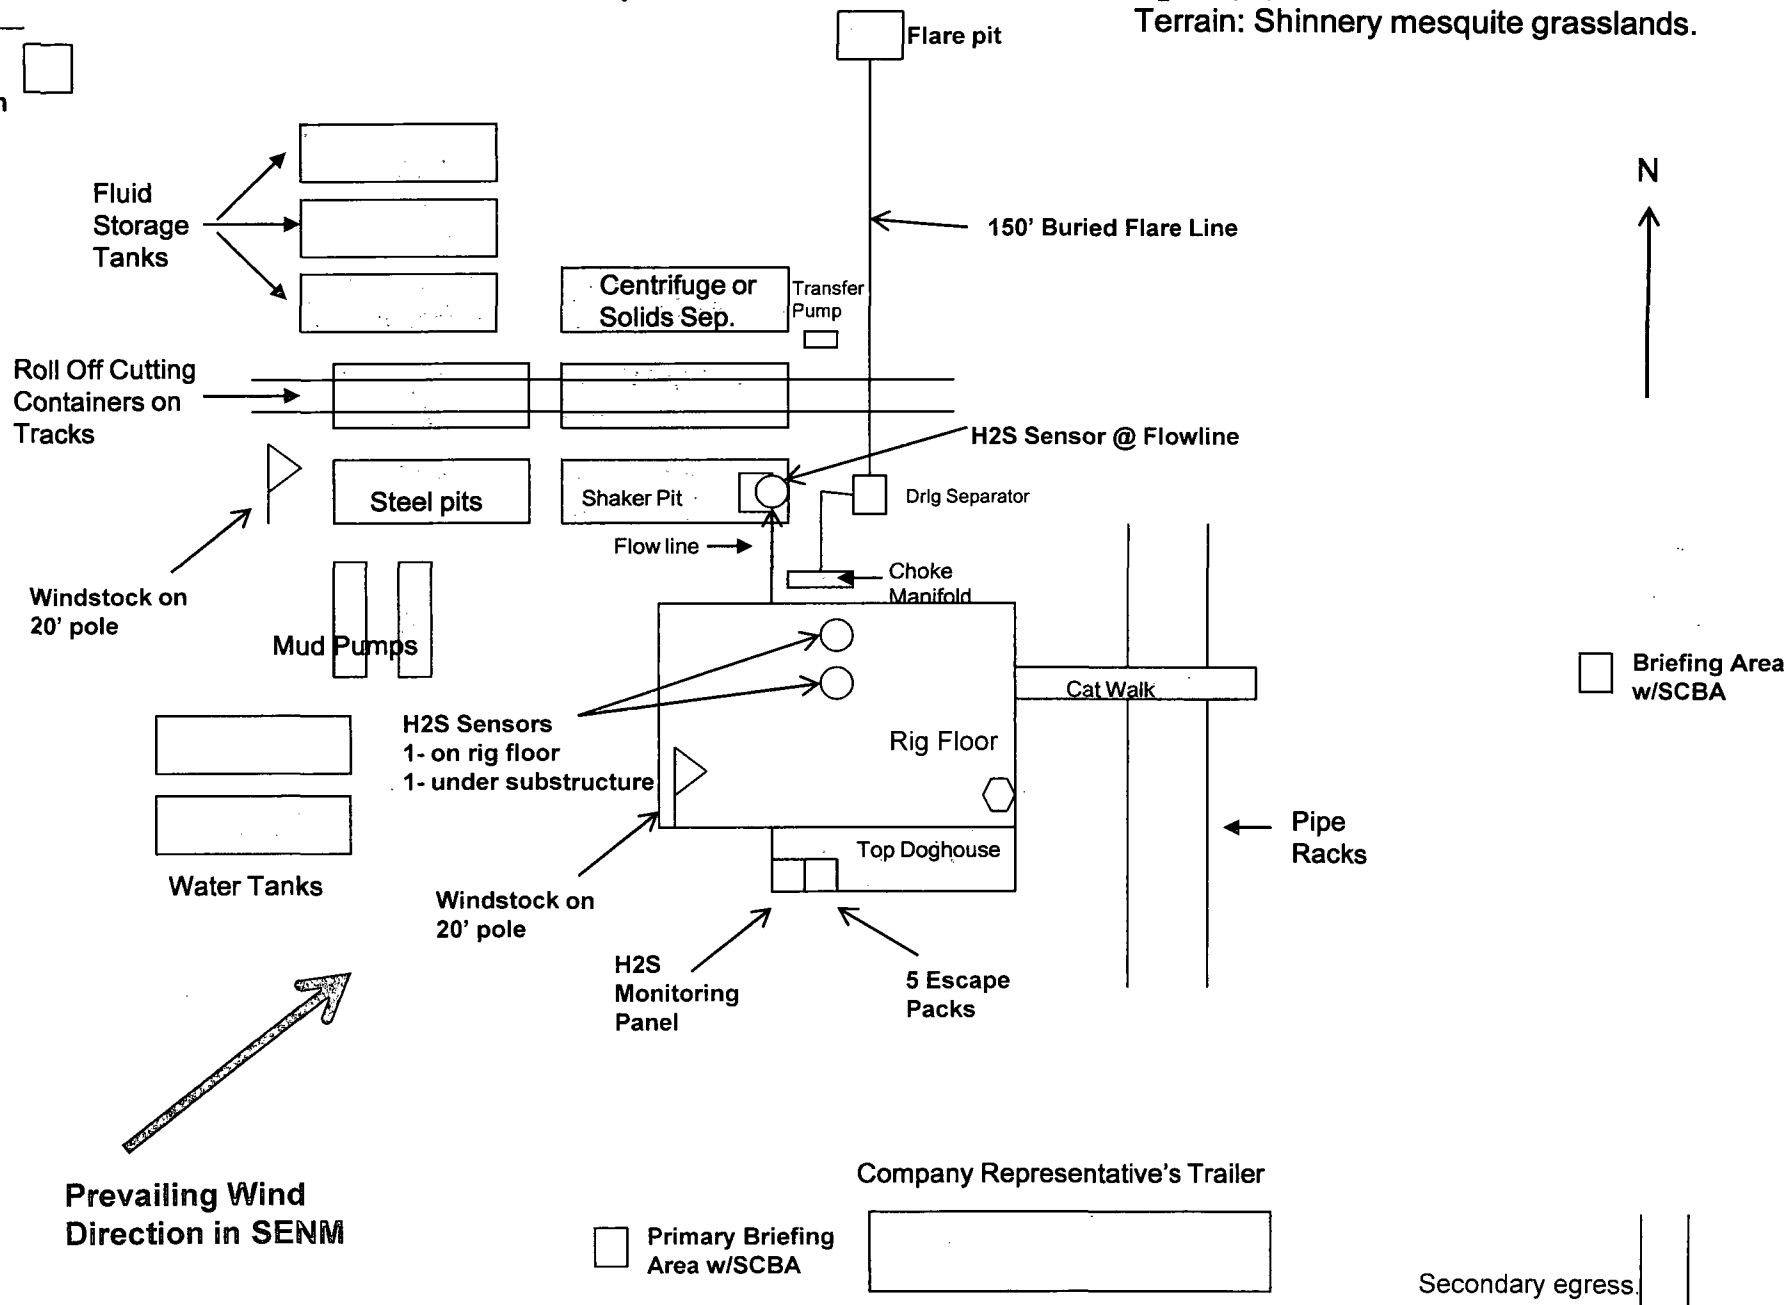 Terrain: Shinnery mesquite grasslands.
Flare pit
N
Fluid
Storage
Tanks
150' Buried Flare Line
Centrifuge or
Solids Sep.
Transfer
Pump
Roll Off Cutting
Containers on
Tracks
H2S Sensor @ Flowline
Steel pits
Shaker Pit
Drlg Separator
Flow line
Choke
Manifold
Windstock on
20' pole
Mud Pumps
Briefing Area
w/SCBA
Cat Walk
H2S Sensors
1- on rig floor
1- under substructure
Rig Floor
Pipe
Racks
Top Doghouse
Water Tanks
Windstock on
20' pole
H2S
Monitoring
Panel
5 Escape
Packs
Prevailing Wind
Direction in SENM
Company Representative's Trailer
Primary Briefing
Area w/SCBA
Secondary egress.